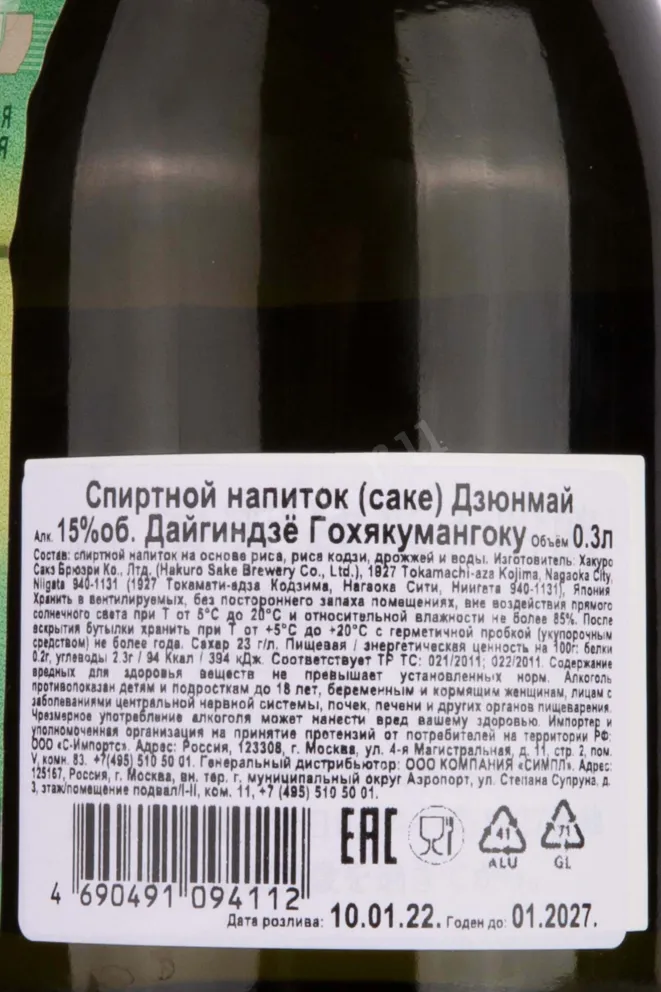 Я
Я
Спиртной напиток (саке) Дзюнмай
Алк. 15%об. Дайгиндзё Гохякумангоку Объём 0.3л
Состав: спиртной напиток на основе риса, риса кодзи, дрожжей и воды. Изготовитель: Хакуро
Сакэ Брюэри Ко., Лтд. (Hakuro Sake Brewery Co., Ltd.), 1927 Tokamachi-aza Kojima, Nagaoka City,
Niigata 940-1131 (1927 Токамати-адза Кодзима, Нагаока Сити, Ниигата 940-1131), Япония
Хранить в вентилируемых, без постороннего запаха помещениях, вне воздействия прямого
солнечного света при Т от 5°С до 20°С и относительной влажности не более 85%. После
вскрытия бутылки хранить при Т от +5°С до +20°С с герметичной пробкой (укупорочным
средством) не более года. Сахар 23 г/л. Пищевая / энергетическая ценность на 100г: белки
0.2г, углеводы 2.3г / 94 Ккал / 394 кДж. Соответствует ТР ТС: 021/2011; 022/2011. Содержание
вредных для здоровья веществ не превышает установленных норм. Алкоголь
противопоказан детям и подросткам до 18 лет, беременным и кормящим женщинам, лицам с
заболеваниями центральной нервной системы, почек, печени и других органов пищеварения.
Чрезмерное употребление алкоголя может нанести вред вашему здоровью. Импортер и
уполномоченная организация на принятие претензий от потребителей на территории РФ:
ООО «С-Импортс». Адрес: Россия, 123308, г. Москва, ул. 4-я Магистральная, д. 11, стр. 2, пом.
V, комн. 83. +7(495) 510 50 01. Генеральный дистрибьютор: ООО КОМПАНИЯ «СИМПЛ». Адрес:
125167, Россия, г. Москва, вн. тер. г. муниципальный округ Аэропорт, ул. Степана Супруна, д.
3, этаж/помещение подвал/I-II, ком. 11, +7 (495) 510 50 01.
EAC 41 71
ALU GL
4 690491 094112
Дата розлива: 10.01.22. Годен до: 01.2027.